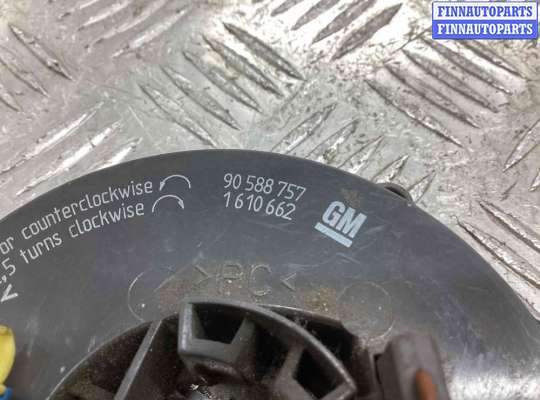 FINNAUTOPARTS
FINNAUTOPARTS
or counterclockwise
,5 turns clockwise
90 588 757
1 610 662
GM
>PC<